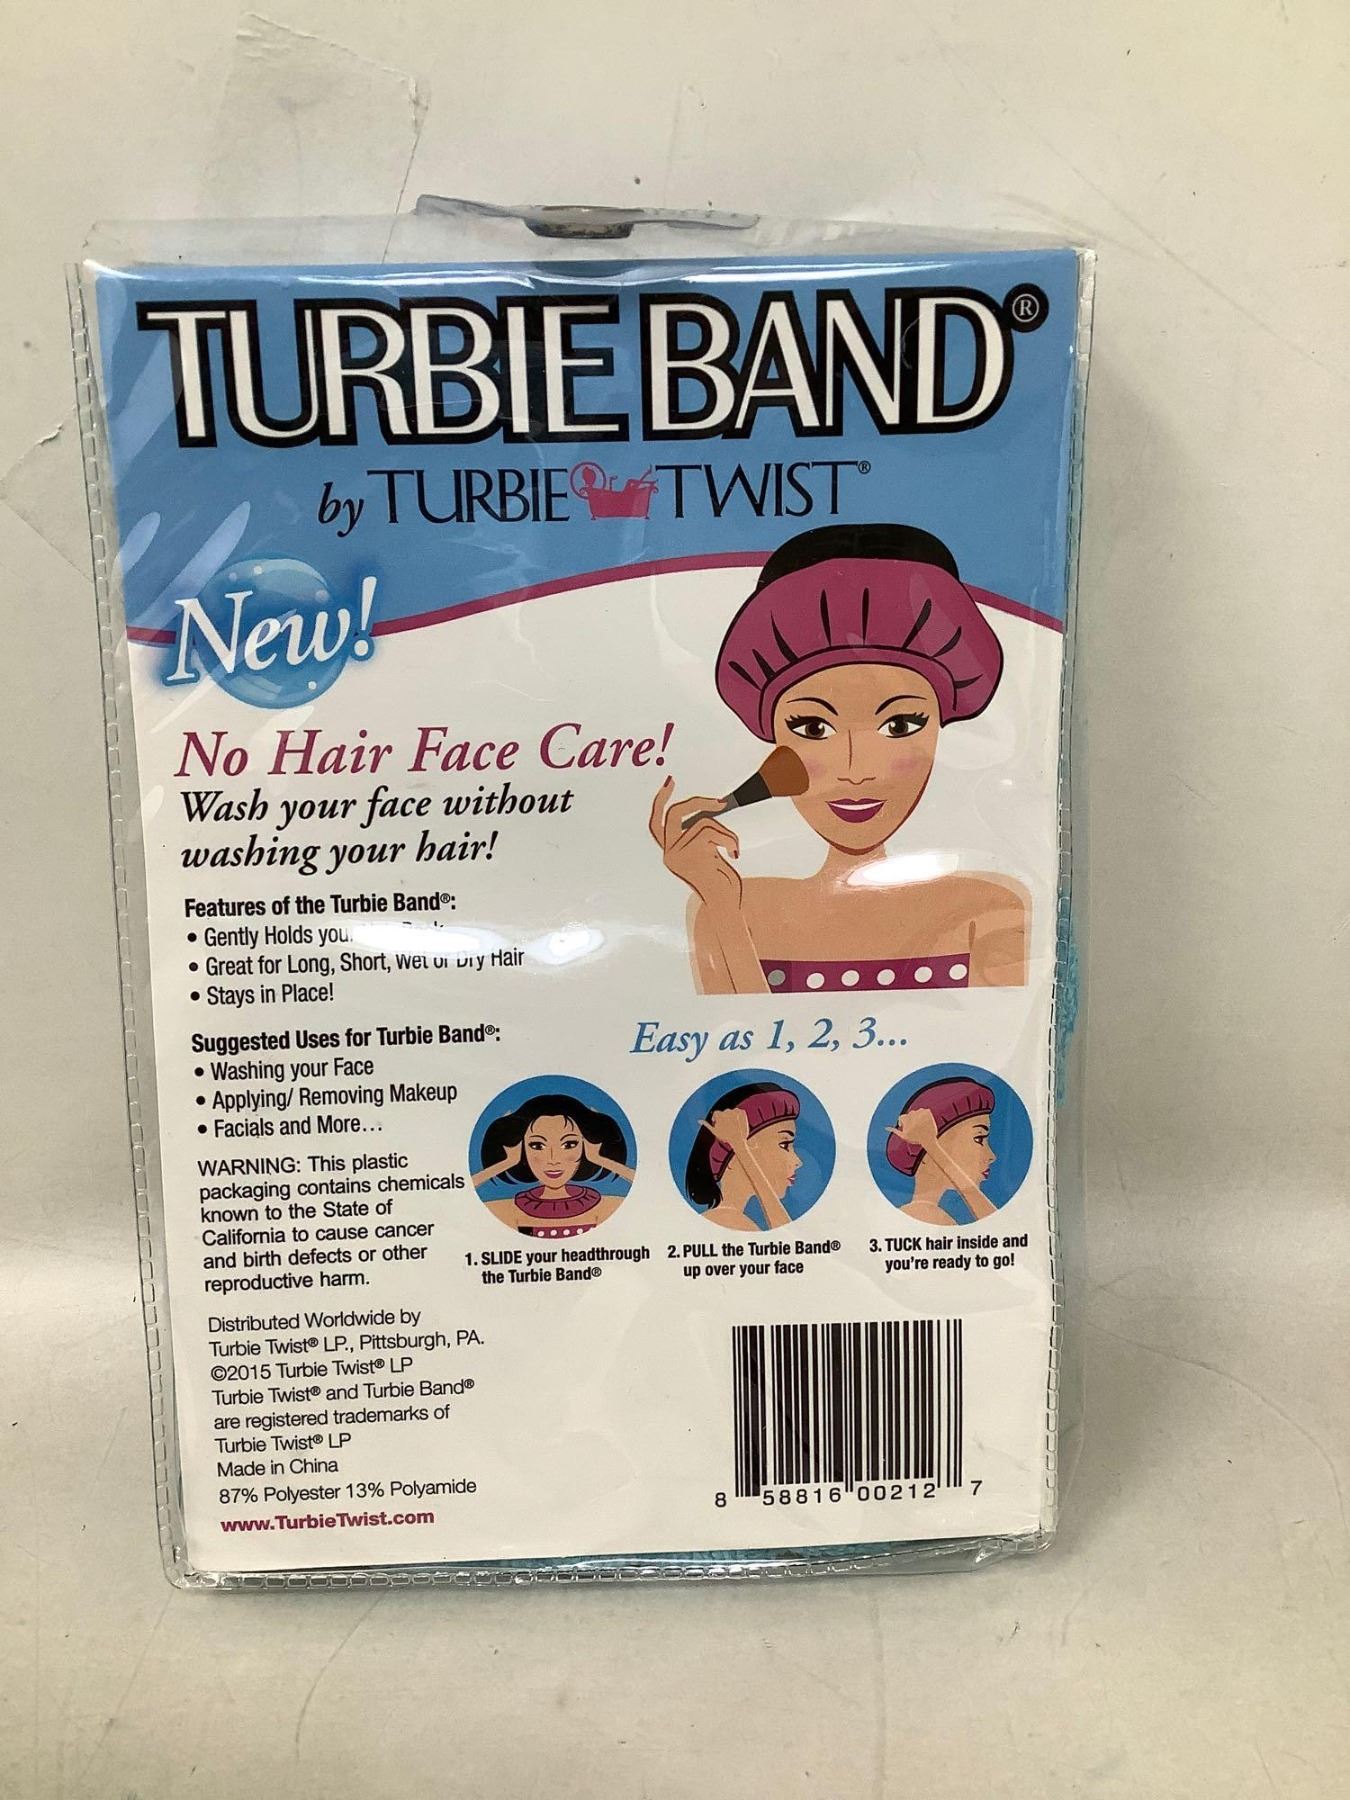 TURBIE BAND®
by TURBIE TWIST®
New!
No Hair Face Care!
Wash your face without
washing your hair!
Features of the Turbie Band®:
• Gently Holds
• Great for Long, Short, Wet or Dry Hair
• Stays in Place!
Suggested Uses for Turbie Band®:
• Washing your Face
• Applying/ Removing Makeup
• Facials and More...
WARNING: This plastic
packaging contains chemicals
known to the State of
California to cause cancer
and birth defects or other
reproductive harm.
Easy as 1, 2, 3...
1. SLIDE your headthrough
the Turbie Band®
2. PULL the Turbie Band®
up over your face
3. TUCK hair inside and
you're ready to go!
Distributed Worldwide by
Turbie Twist® LP., Pittsburgh, PA.
©2015 Turbie Twist® LP
Turbie Twist® and Turbie Band®
are registered trademarks of
Turbie Twist® LP
Made in China
87% Polyester 13% Polyamide
www.TurbieTwist.com
8 58816 00212 7